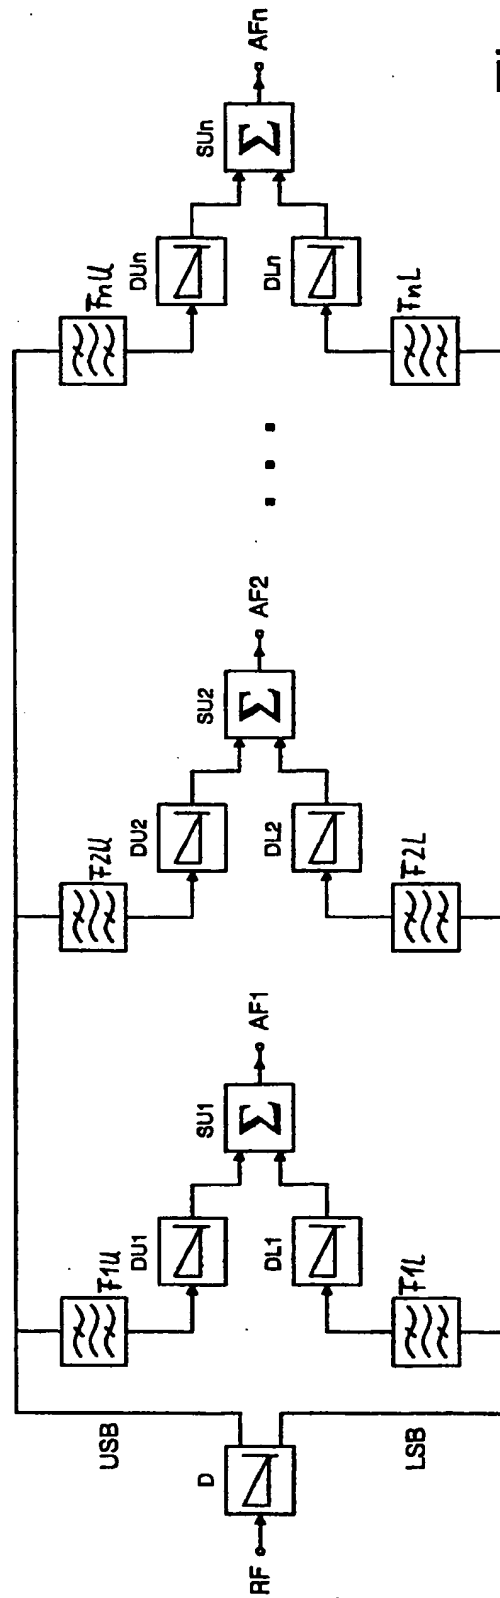 RF
D
USB
LSB
F1U
DU1
DL1
F1L
SU1
Σ
AF1
F2U
DU2
DL2
F2L
SU2
Σ
AF2
FnU
DUn
DLn
FnL
SUn
Σ
AFn